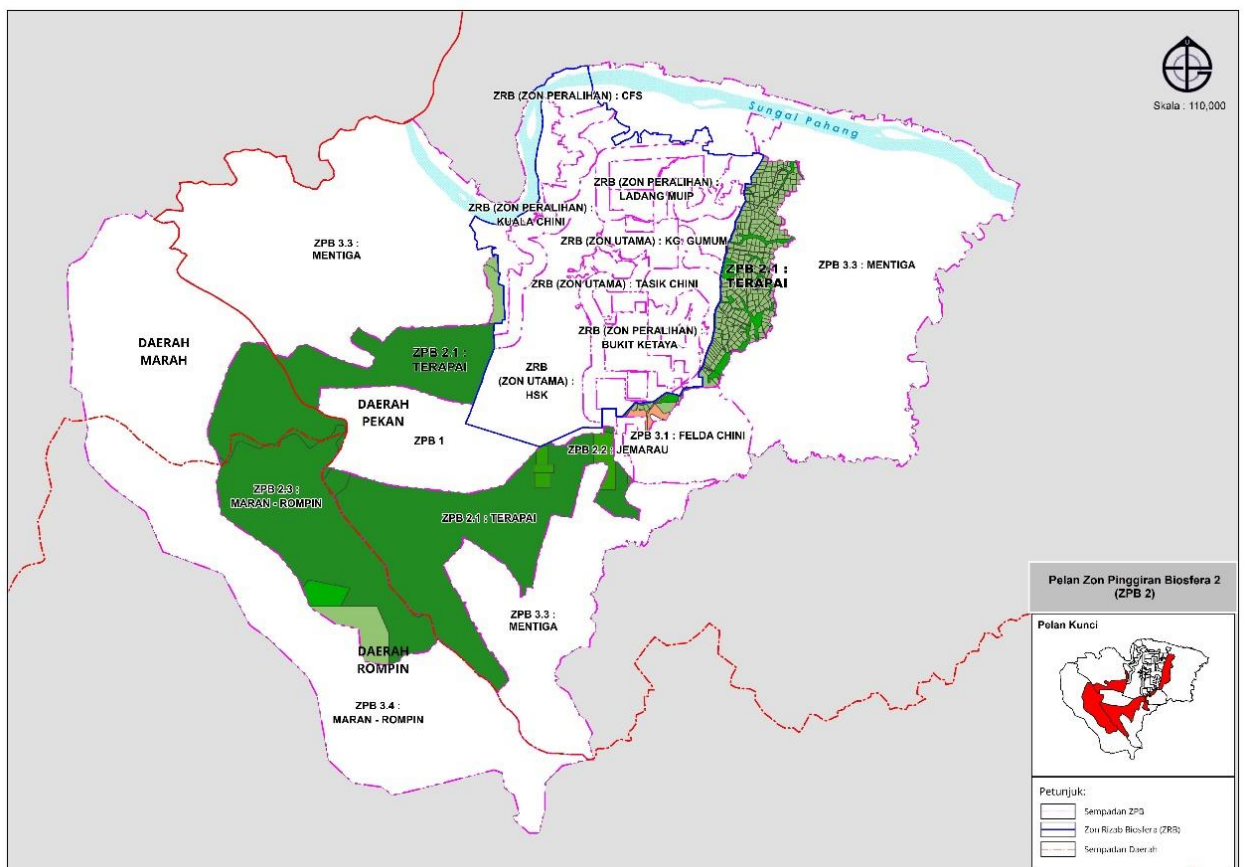 U
Skala : 110,000
ZRB (ZON PERALIHAN) : CFS
Sungai Pahang
ZRB (ZON PERALIHAN) :
LADANG MUIP
ZRB (ZON PERALIHAN) :
KUALA CHINI
ZPB 3.3 :
MENTIGA
ZRB (ZON UTAMA) : KG. GUMUM
ZPB 2.1 :
TERAPAI
ZPB 3.3 : MENTIGA
ZRB (ZON UTAMA) : TASIK CHINI
ZRB (ZON PERALIHAN) :
BUKIT KETAYA
DAERAH
MARAH
ZPB 2.1 :
TERAPAI
ZRB
(ZON UTAMA) :
HSK
DAERAH
PEKAN
ZPB 1
ZPB 3.1 : FELDA CHINI
ZPB 2.2 : JEMARAU
ZPB 2.3 :
MARAN - ROMPIN
ZPB 2.1 : TERAPAI
ZPB 3.3 :
MENTIGA
DAERAH
ROMPIN
ZPB 3.4 :
MARAN - ROMPIN
Pelan Zon Pinggiran Biosfera 2
(ZPB 2)
Pelan Kunci
Petunjuk:
Sempadan ZPB
Zon Rizab Biosfera (ZRB)
Sempadan Daerah